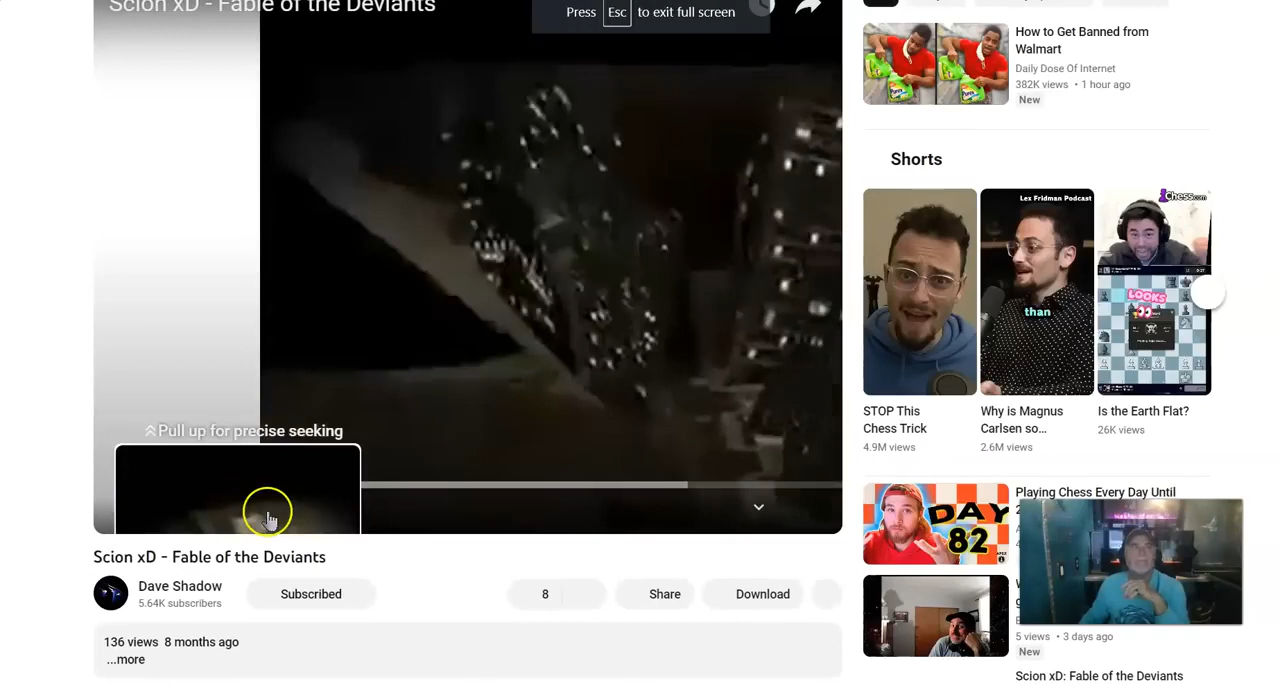 Scion xD - Fable of the Deviants
Press Esc to exit full screen
Pull up for precise seeking
Scion xD - Fable of the Deviants
Dave Shadow
5.64K subscribers
Subscribed
8
Share
Download
136 views 8 months ago
...more
How to Get Banned from
Walmart
Daily Dose Of Internet
382K views • 1 hour ago
New
Shorts
Lex Fridman Podcast
than
Chess.com
LOOKS
STOP This
Chess Trick
4.9M views
Why is Magnus
Carlsen so...
2.6M views
Is the Earth Flat?
26K views
DAY
82
Playing Chess Every Day Until
5 views • 3 days ago
New
Scion xD: Fable of the Deviants